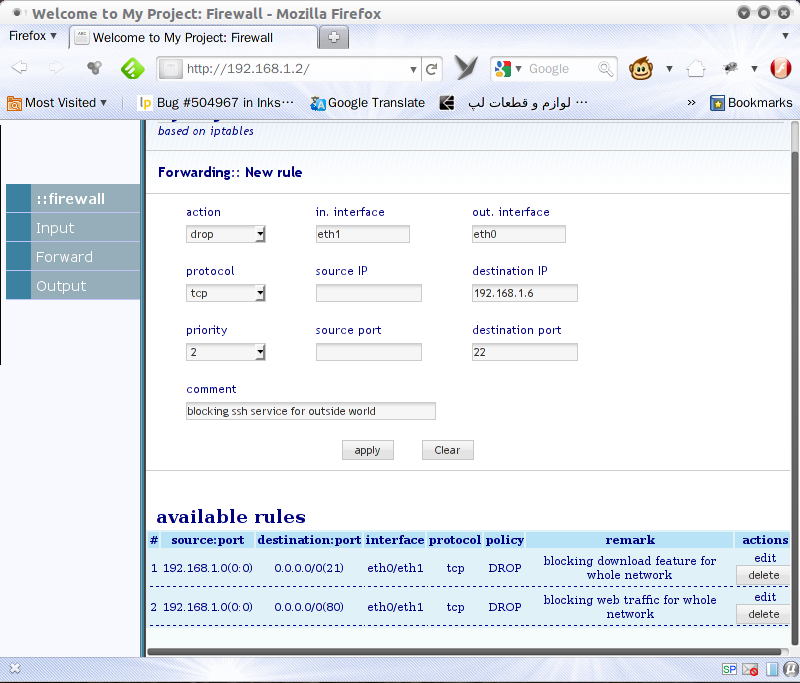 Welcome to My Project: Firewall - Mozilla Firefox
Firefox
Welcome to My Project: Firewall
http://192.168.1.2/
Google
Most Visited
lp Bug #504967 in Inks···
Google Translate
لوازم و قطعات لپ ···
»
Bookmarks
based on iptables
Forwarding:: New rule
::firewall
Input
Forward
Output
action in. interface out. interface
drop eth1 eth0
protocol source IP destination IP
tcp 192.168.1.6
priority source port destination port
2 22
comment
blocking ssh service for outside world
apply Clear
available rules
# source:port destination:port interface protocol policy remark actions
1 192.168.1.0(0:0) 0.0.0.0/0(21) eth0/eth1 tcp DROP blocking download feature for whole network edit delete
2 192.168.1.0(0:0) 0.0.0.0/0(80) eth0/eth1 tcp DROP blocking web traffic for whole network edit delete
SP